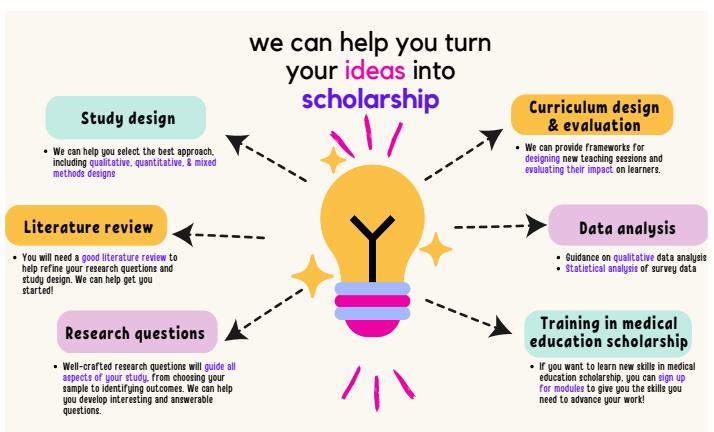 we can help you turn
your ideas into
scholarship
Study design
• We can help you select the best approach,
including qualitative, quantitative, & mixed
methods designs
Literature review
• You will need a good literature review to
help refine your research questions and
study design. We can help get you
started!
Research questions
• Well-crafted research questions will guide all
aspects of your study, from choosing your
sample to identifying outcomes. We can help
you develop interesting and answerable
questions.
Curriculum design
& evaluation
• We can provide frameworks for
designing new teaching sessions and
evaluating their impact on learners.
Data analysis
• Guidance on qualitative data analysis
• Statistical analysis of survey data
Training in medical
education scholarship
• If you want to learn new skills in medical
education scholarship, you can sign up
for modules to give you the skills you
need to advance your work!